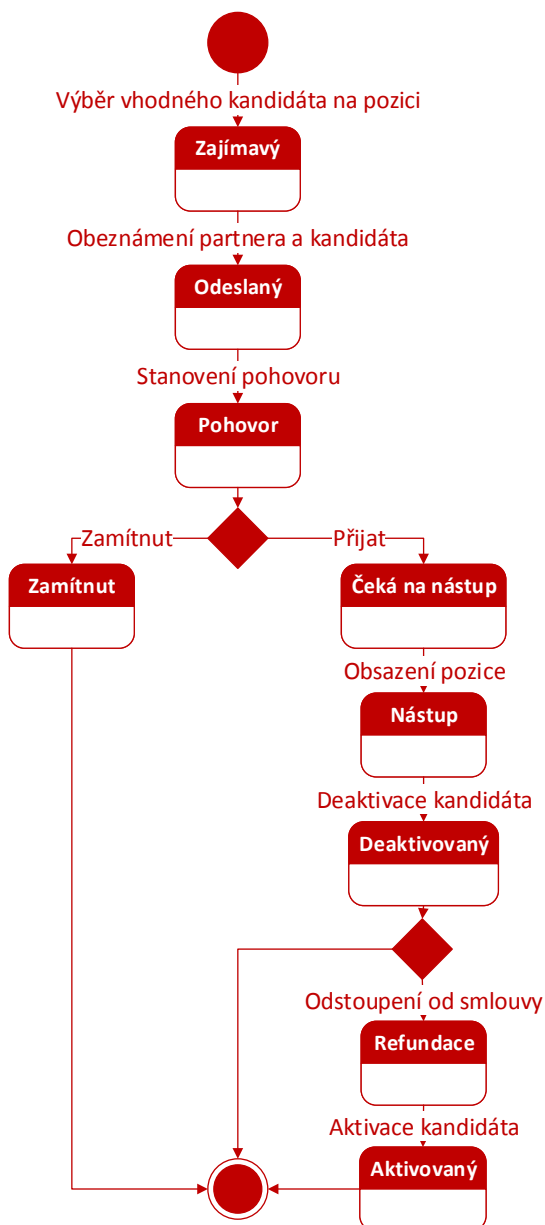 Výběr vhodného kandidáta na pozici
Zajímavý
Obeznámení partnera a kandidáta
Odeslaný
Stanovení pohovoru
Pohovor
Zamítnut
Přijat
Zamítnut
Čeká na nástup
Obsazení pozice
Nástup
Deaktivace kandidáta
Deaktivovaný
Odstoupení od smlouvy
Refundace
Aktivace kandidáta
Aktivovaný